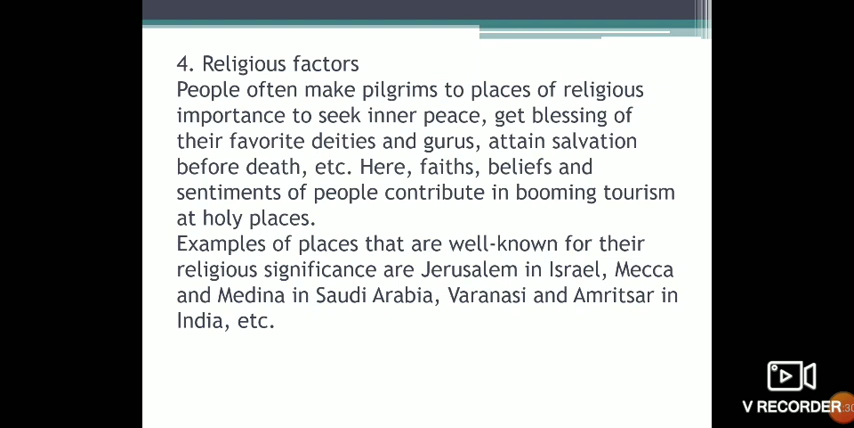 4. Religious factors
People often make pilgrims to places of religious
importance to seek inner peace, get blessing of
their favorite deities and gurus, attain salvation
before death, etc. Here, faiths, beliefs and
sentiments of people contribute in booming tourism
at holy places.
Examples of places that are well-known for their
religious significance are Jerusalem in Israel, Mecca
and Medina in Saudi Arabia, Varanasi and Amritsar in
India, etc.
V RECORDER